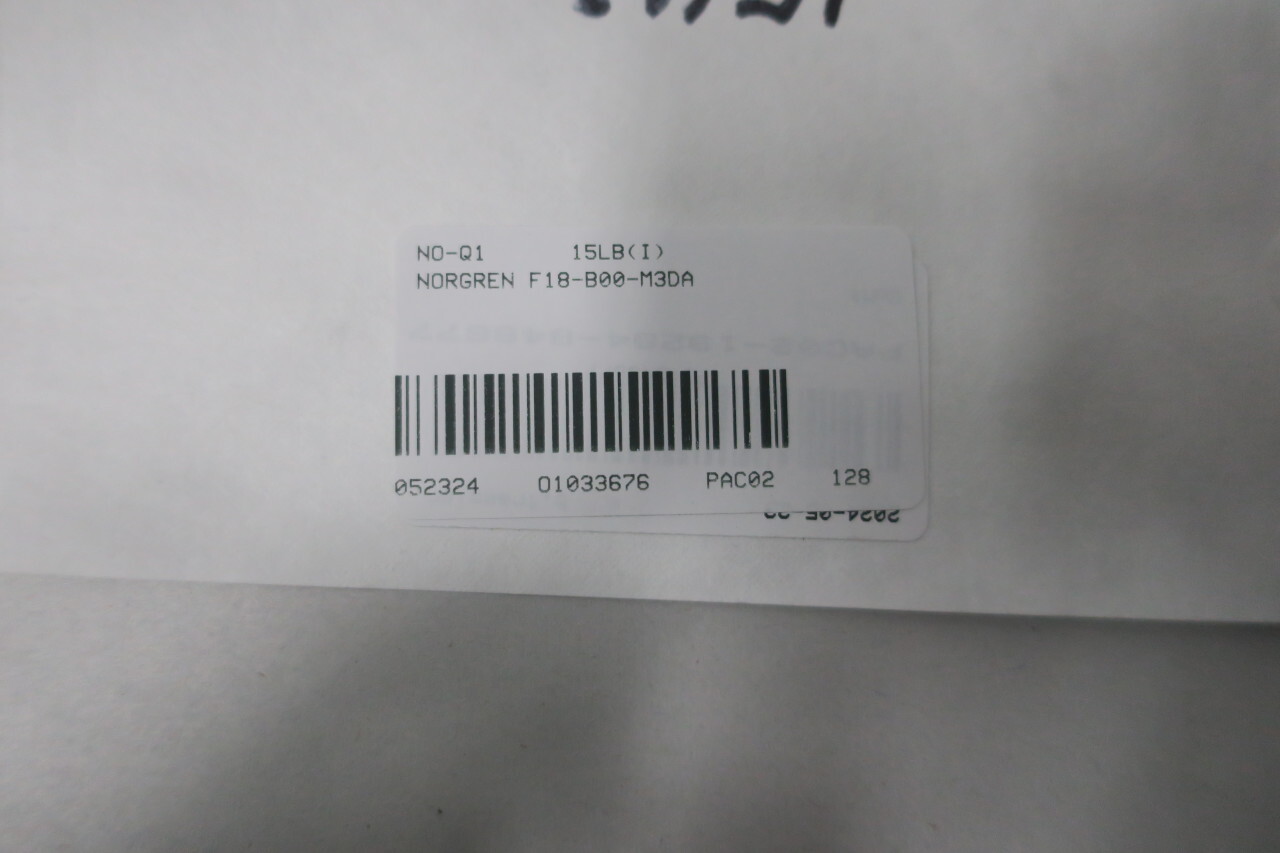 NO-Q1 15LB(I)
NORGREN F18-B00-M3DA
052324 01033676 PAC02 128